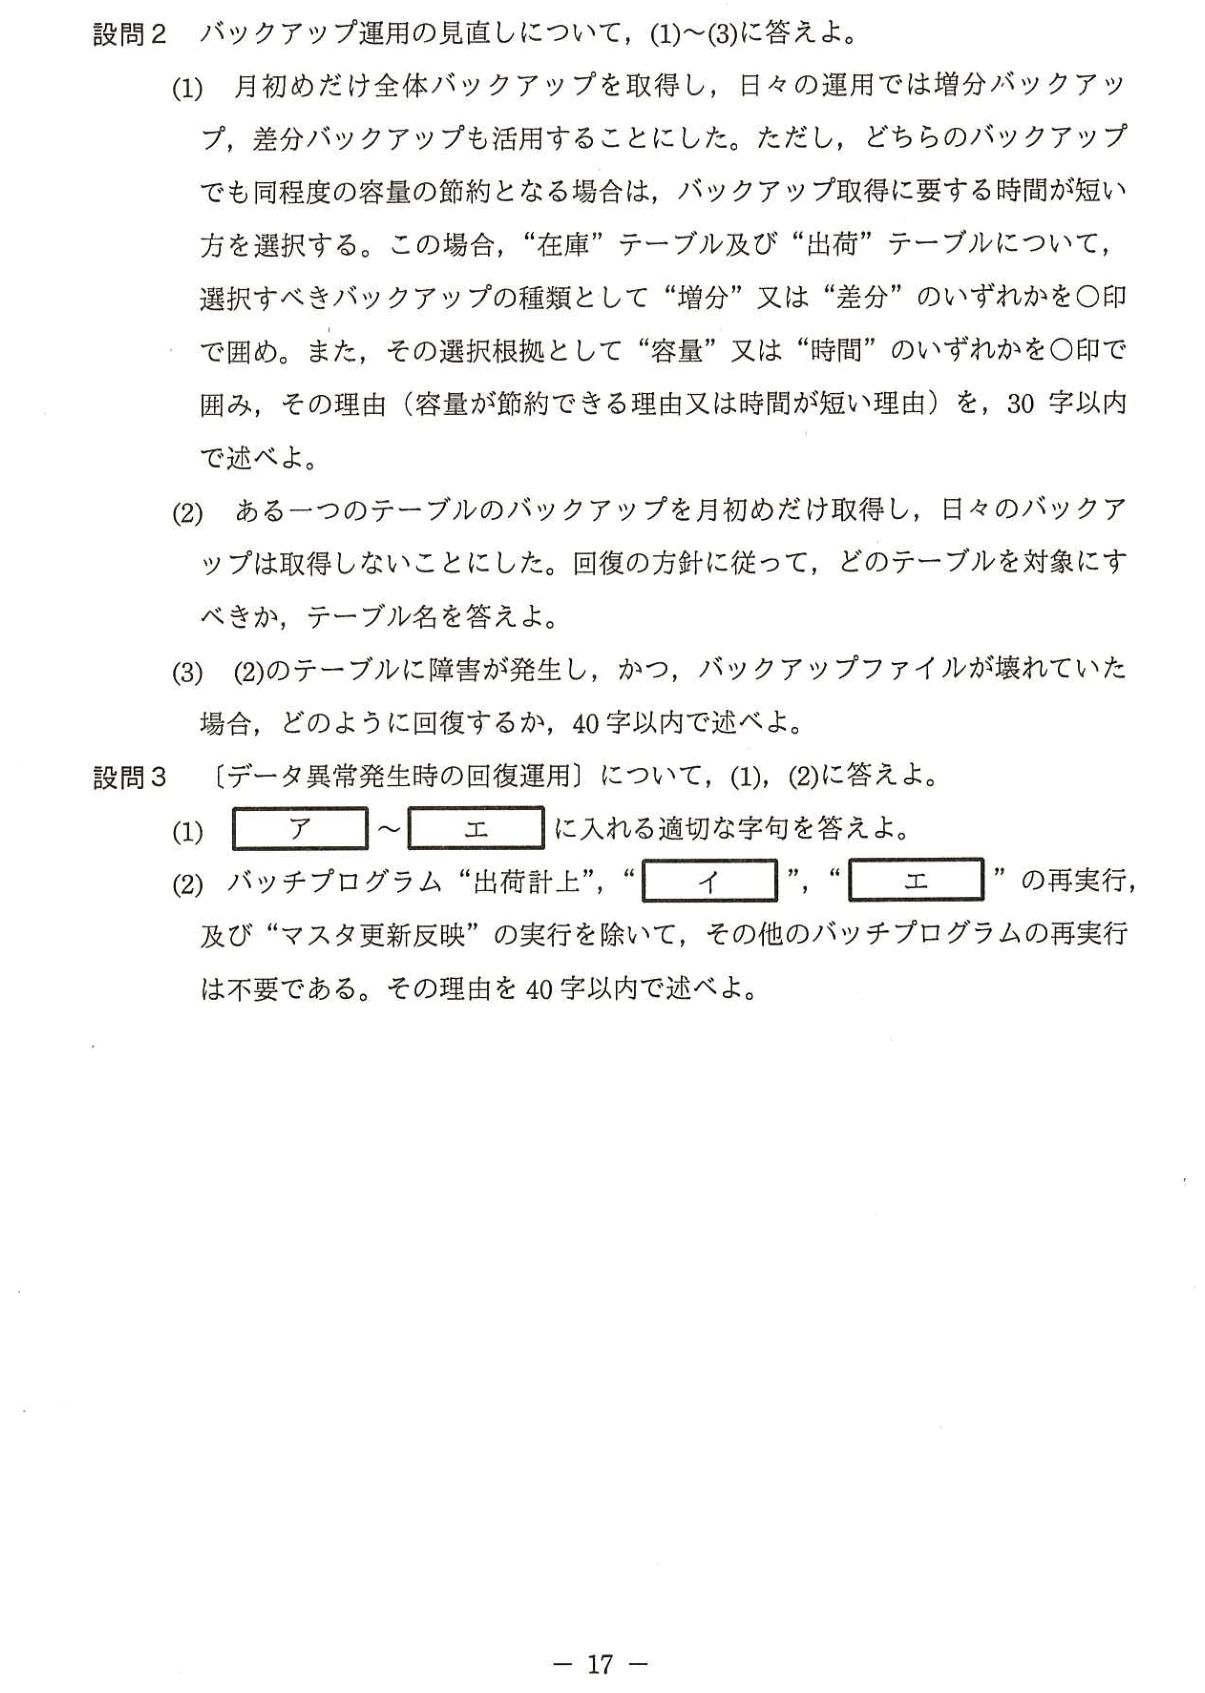 設問2　バックアップ運用の見直しについて，(1)～(3)に答えよ。
(1)　月初めだけ全体バックアップを取得し，日々の運用では増分バックアッ
プ，差分バックアップも活用することにした。ただし，どちらのバックアップ
でも同程度の容量の節約となる場合は，バックアップ取得に要する時間が短い
方を選択する。この場合，“在庫”テーブル及び“出荷”テーブルについて，
選択すべきバックアップの種類として“増分”又は“差分”のいずれかを〇印
で囲め。また，その選択根拠として“容量”又は“時間”のいずれかを〇印で
囲み，その理由（容量が節約できる理由又は時間が短い理由）を，30 字以内
で述べよ。
(2)　ある一つのテーブルのバックアップを月初めだけ取得し，日々のバックア
ップは取得しないことにした。回復の方針に従って，どのテーブルを対象にす
べきか，テーブル名を答えよ。
(3)　(2)のテーブルに障害が発生し，かつ，バックアップファイルが壊れていた
場合，どのように回復するか，40 字以内で述べよ。
設問3　〔データ異常発生時の回復運用〕について，(1)，(2)に答えよ。
(1)　ア～エに入れる適切な字句を答えよ。
(2)　バッチプログラム“出荷計上”，“イ”，“エ”の再実行，
及び“マスタ更新反映”の実行を除いて，その他のバッチプログラムの再実行
は不要である。その理由を 40 字以内で述べよ。
― 17 ―